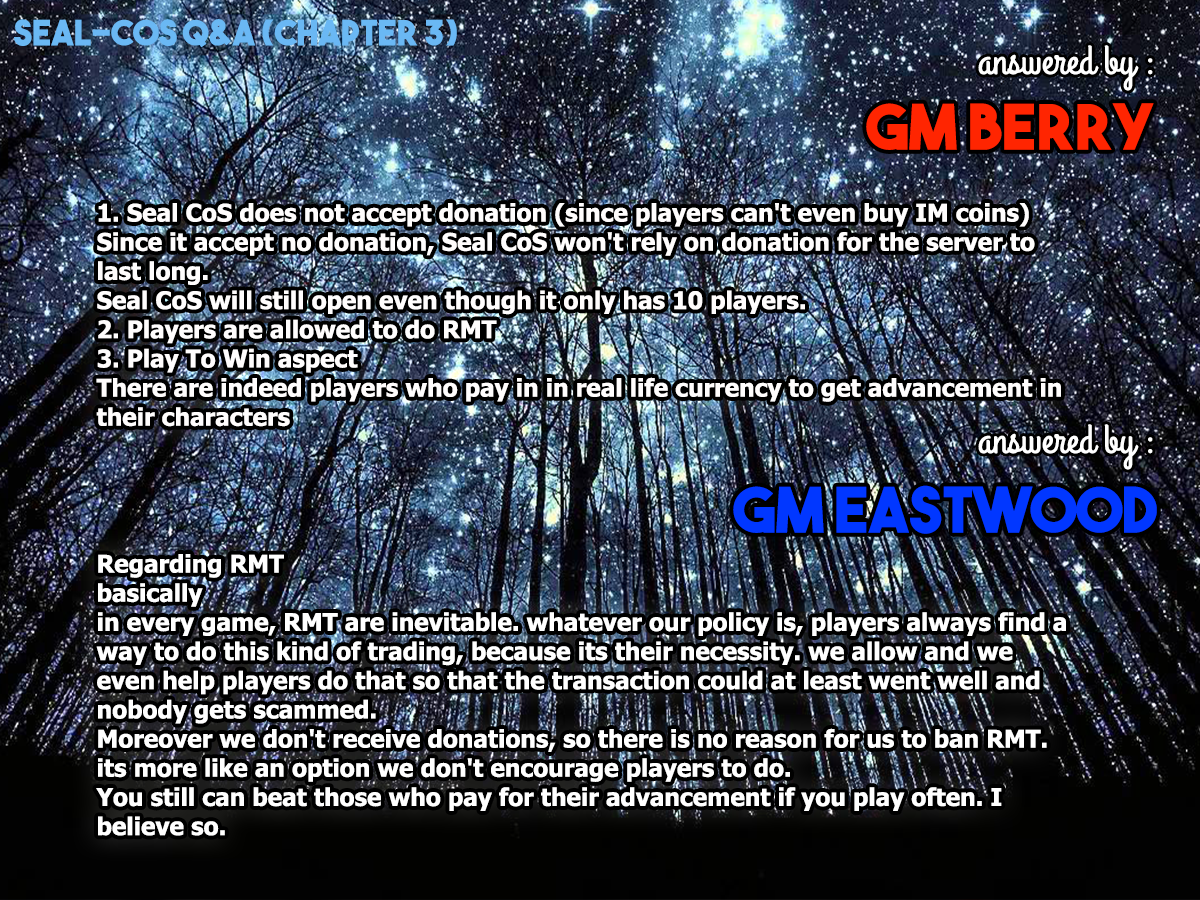 SEAL-COS Q&A (CHAPTER 3)
answered by :
GM BERRY
1. Seal CoS does not accept donation (since players can't even buy IM coins)
Since it accept no donation, Seal CoS won't rely on donation for the server to
last long.
Seal CoS will still open even though it only has 10 players.
2. Players are allowed to do RMT
3. Play To Win aspect
There are indeed players who pay in in real life currency to get advancement in
their characters
answered by :
GM EASTWOOD
Regarding RMT
basically
in every game, RMT are inevitable. whatever our policy is, players always find a
way to do this kind of trading, because its their necessity. we allow and we
even help players do that so that the transaction could at least went well and
nobody gets scammed.
Moreover we don't receive donations, so there is no reason for us to ban RMT.
its more like an option we don't encourage players to do.
You still can beat those who pay for their advancement if you play often. I
believe so.